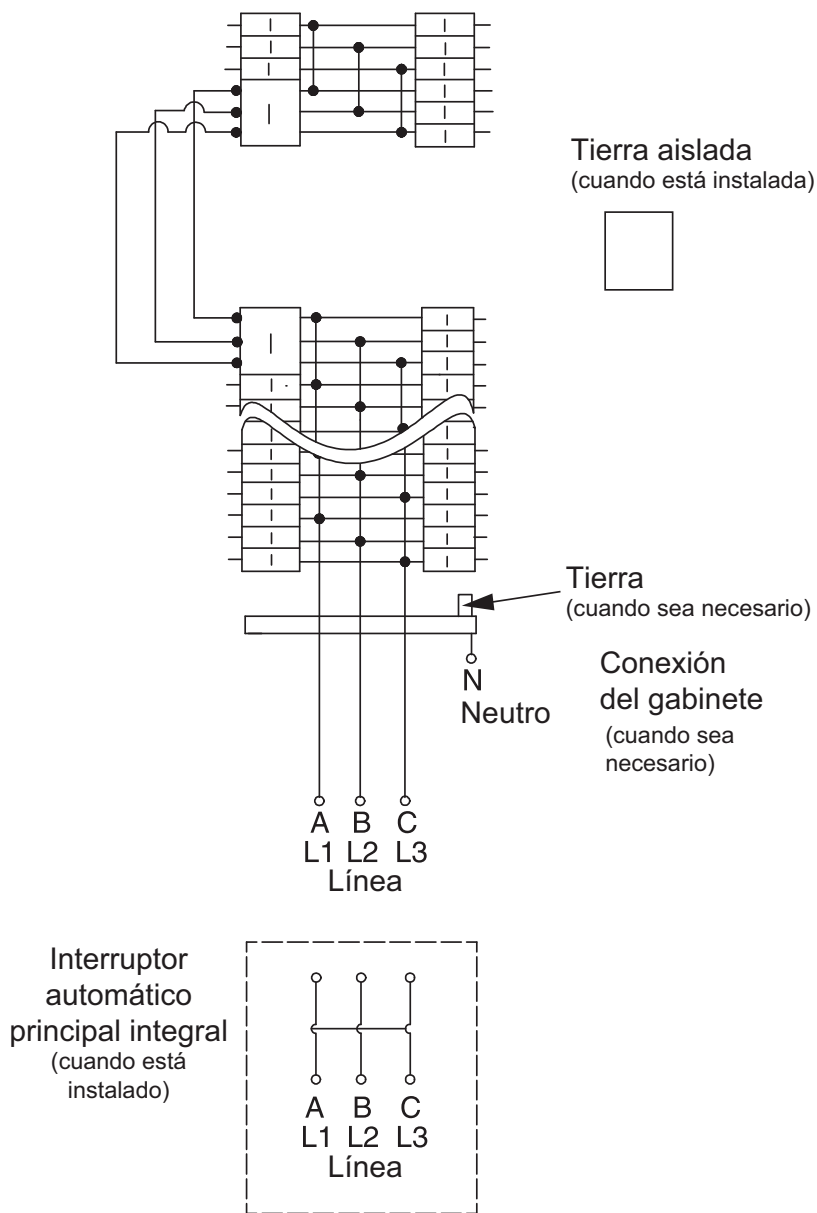 Tierra aislada
(cuando está instalada)
Tierra
(cuando sea necesario)
N
Neutro
Conexión
del gabinete
(cuando sea
necesario)
A B C
L1 L2 L3
Línea
Interruptor
automático
principal integral
(cuando está
instalado)
A B C
L1 L2 L3
Línea